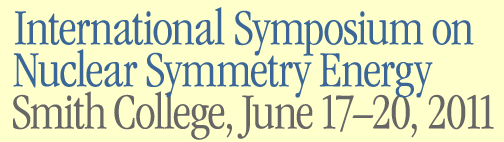 International Symposium on
Nuclear Symmetry Energy
Smith College, June 17–20, 2011